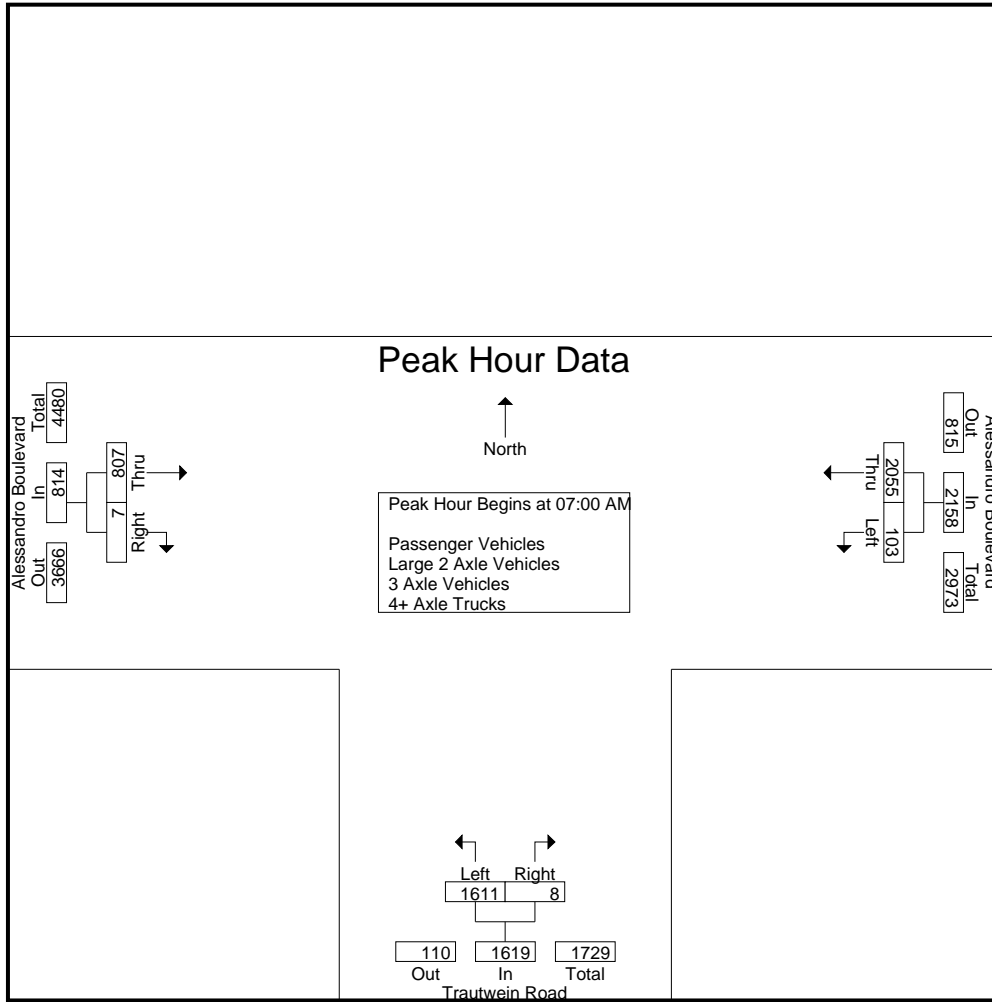 Peak Hour Data
North
Peak Hour Begins at 07:00 AM
Passenger Vehicles
Large 2 Axle Vehicles
3 Axle Vehicles
4+ Axle Trucks
Alessandro Boulevard
Out In Total
3666 814 4480
Right Thru
7 807
Alessandro Boulevard
Out In Total
815 2158 2973
2055 103
Thru Left
Left Right
1611 8
110 1619 1729
Out In Total
Trautwein Road